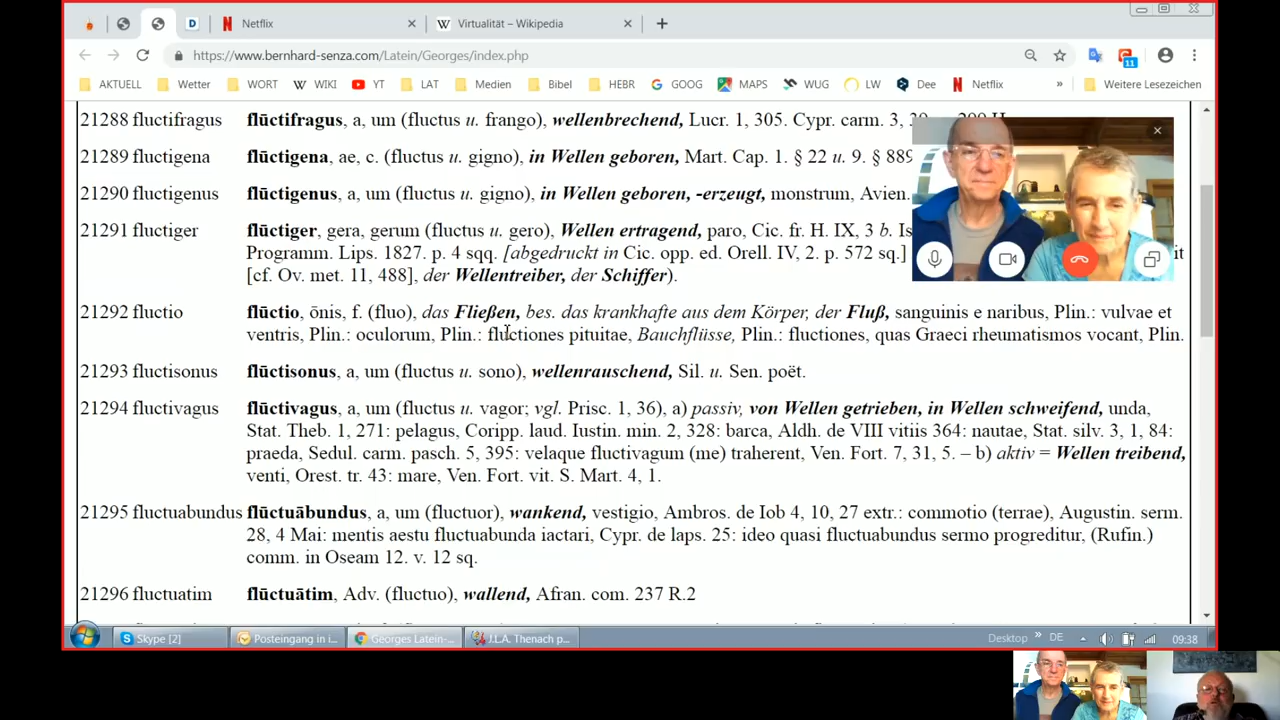 Netflix
Virtualität – Wikipedia
https://www.bernhard-senza.com/Latein/Georges/index.php
11
AKTUELL Wetter WORT WIKI YT LAT Medien Bibel HEBR GOOG MAPS WUG LW Dee Netflix » Weitere Lesezeichen
21288 fluctifragus flūctifragus, a, um (fluctus u. frango), wellenbrechend, Lucr. 1, 305. Cypr. carm. 3,
21289 fluctigena flūctigena, ae, c. (fluctus u. gigno), in Wellen geboren, Mart. Cap. 1. § 22 u. 9. § 889
21290 fluctigenus flūctigenus, a, um (fluctus u. gigno), in Wellen geboren, -erzeugt, monstrum, Avien.
21291 fluctiger flūctiger, gera, gerum (fluctus u. gero), Wellen ertragend, paro, Cic. fr. H. IX, 3 b.
Programm. Lips. 1827. p. 4 sqq. [abgedruckt in Cic. opp. ed. Orell. IV, 2. p. 572 sq.]
[cf. Ov. met. 11, 488], der Wellentreiber, der Schiffer).
21292 fluctio flūctio, ōnis, f. (fluo), das Fließen, bes. das krankhafte aus dem Körper, der Fluß, sanguinis e naribus, Plin.: vulvae et
ventris, Plin.: oculorum, Plin.: fluctiones pituitae, Bauchflüsse, Plin.: fluctiones, quas Graeci rheumatismos vocant, Plin.
21293 fluctisonus flūctisonus, a, um (fluctus u. sono), wellenrauschend, Sil. u. Sen. poët.
21294 fluctivagus flūctivagus, a, um (fluctus u. vagor; vgl. Prisc. 1, 36), a) passiv, von Wellen getrieben, in Wellen schweifend, unda,
Stat. Theb. 1, 271: pelagus, Coripp. laud. Iustin. min. 2, 328: barca, Aldh. de VIII vitiis 364: nautae, Stat. silv. 3, 1, 84:
praeda, Sedul. carm. pasch. 5, 395: velaque fluctivagum (me) traherent, Ven. Fort. 7, 31, 5. – b) aktiv = Wellen treibend,
venti, Orest. tr. 43: mare, Ven. Fort. vit. S. Mart. 4, 1.
21295 fluctuabundus flūctuābundus, a, um (fluctuor), wankend, vestigio, Ambros. de Iob 4, 10, 27 extr.: commotio (terrae), Augustin. serm.
28, 4 Mai: mentis aestu fluctuabunda iactari, Cypr. de laps. 25: ideo quasi fluctuabundus sermo progreditur, (Rufin.)
comm. in Oseam 12. v. 12 sq.
21296 fluctuatim flūctuātim, Adv. (fluctuo), wallend, Afran. com. 237 R.2
Skype [2] Posteingang in i... Georges Latein-... J.L.A. Thenach p... Desktop » DE 09:38